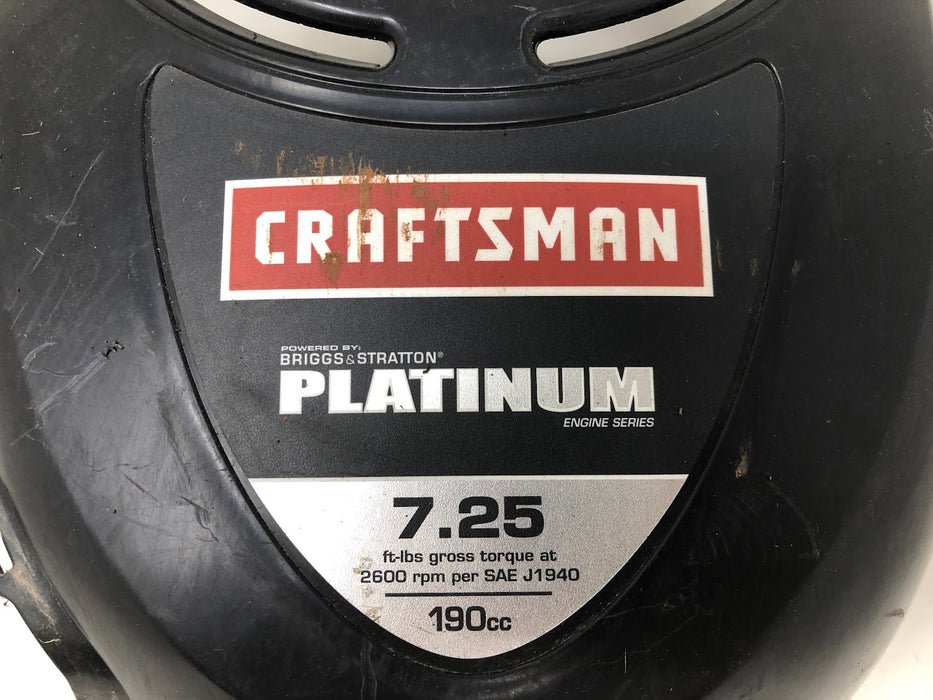 CRAFTSMAN
POWERED BY:
BRIGGS&STRATTON®
PLATINUM
ENGINE SERIES
7.25
ft-lbs gross torque at
2600 rpm per SAE J1940
190cc